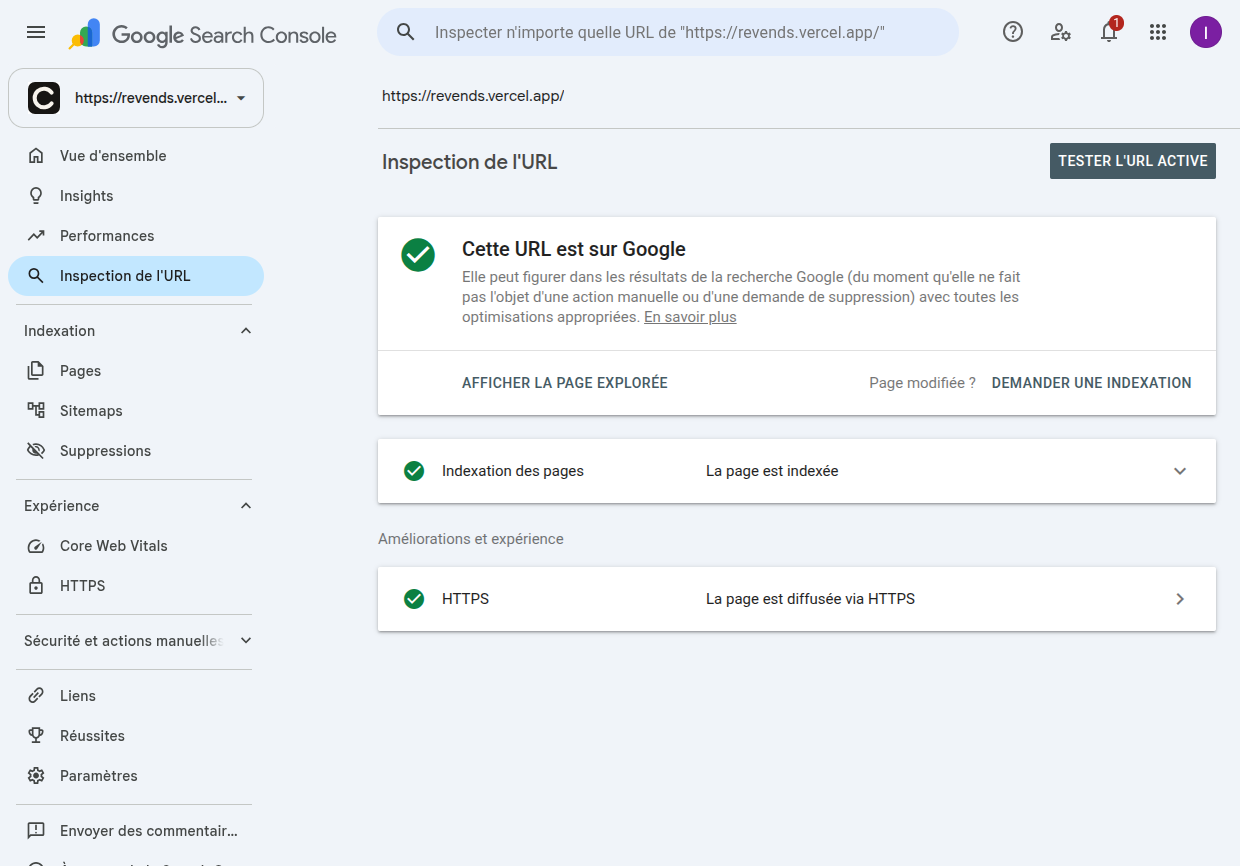 Google Search Console
Inspecter n'importe quelle URL de "https://revends.vercel.app/"
1
I
https://revends.vercel...
https://revends.vercel.app/
Vue d'ensemble
Insights
Performances
Inspection de l'URL
Indexation
Pages
Sitemaps
Suppressions
Expérience
Core Web Vitals
HTTPS
Sécurité et actions manuelles
Liens
Réussites
Paramètres
Envoyer des commentair...
Inspection de l'URL
TESTER L'URL ACTIVE
Cette URL est sur Google
Elle peut figurer dans les résultats de la recherche Google (du moment qu'elle ne fait
pas l'objet d'une action manuelle ou d'une demande de suppression) avec toutes les
optimisations appropriées. En savoir plus
AFFICHER LA PAGE EXPLORÉE
Page modifiée ? DEMANDER UNE INDEXATION
Indexation des pages
La page est indexée
Améliorations et expérience
HTTPS
La page est diffusée via HTTPS